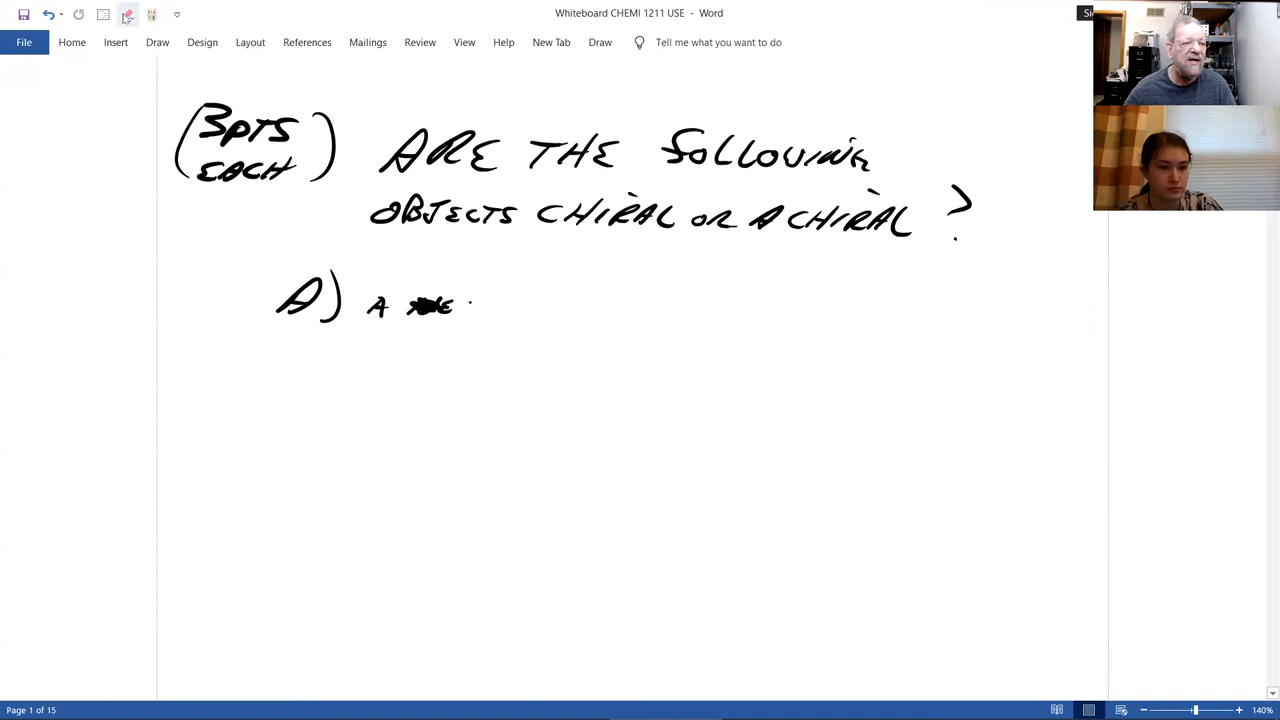 Whiteboard CHEMI 1211 USE - Word
File Home Insert Draw Design Layout References Mailings Review View Help New Tab Draw Tell me what you want to do
(3PTS EACH) ARE THE FOLLOWING
OBJECTS CHIRAL OR ACHIRAL ?
A) A
Page 1 of 15
140%